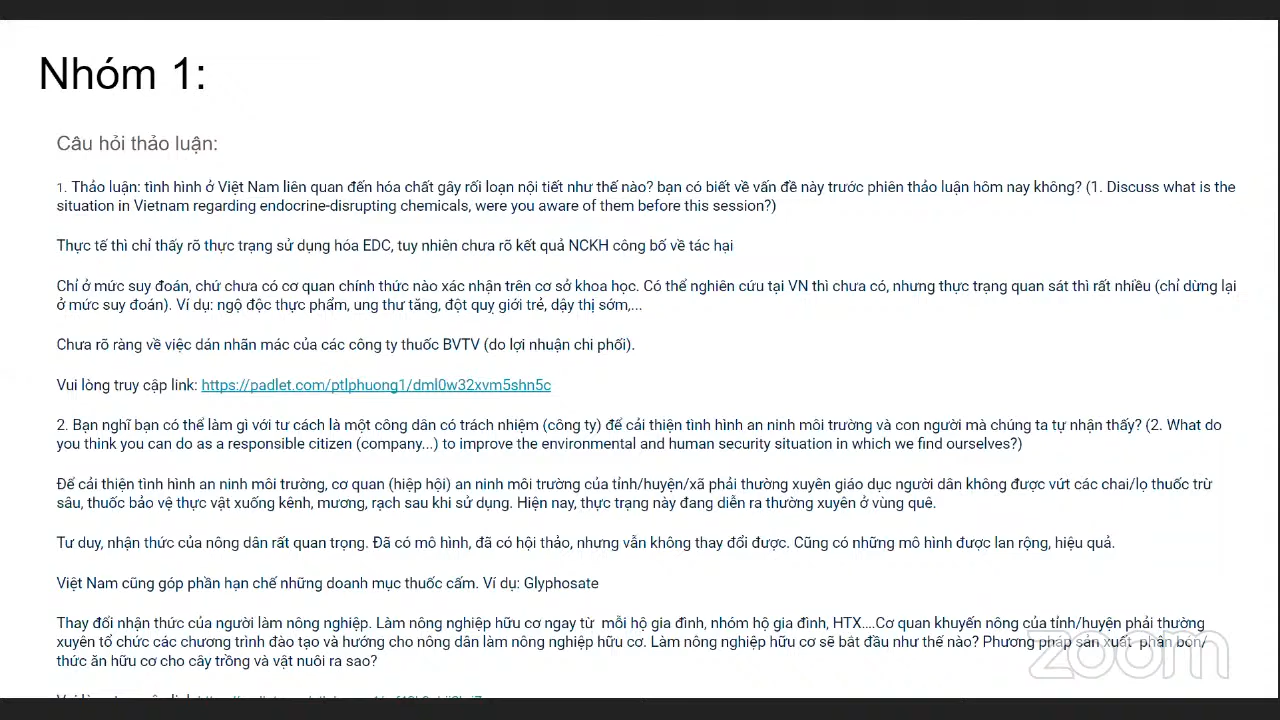 Nhóm 1:
Câu hỏi thảo luận:
1. Thảo luận: tình hình ở Việt Nam liên quan đến hóa chất gây rối loạn nội tiết như thế nào? bạn có biết về vấn đề này trước phiên thảo luận hôm nay không? (1. Discuss what is the
situation in Vietnam regarding endocrine-disrupting chemicals, were you aware of them before this session?)
Thực tế thì chỉ thấy rõ thực trạng sử dụng hóa EDC, tuy nhiên chưa rõ kết quả NCKH công bố về tác hại
Chỉ ở mức suy đoán, chứ chưa có cơ quan chính thức nào xác nhận trên cơ sở khoa học. Có thể nghiên cứu tại VN thì chưa có, nhưng thực trạng quan sát thì rất nhiều (chỉ dừng lại
ở mức suy đoán). Ví dụ: ngộ độc thực phẩm, ung thư tăng, đột quỵ giới trẻ, dậy thị sớm,...
Chưa rõ ràng về việc dán nhãn mác của các công ty thuốc BVTV (do lợi nhuận chi phối).
Vui lòng truy cập link: https://padlet.com/ptlphuong1/dml0w32xvm5shn5c
2. Bạn nghĩ bạn có thể làm gì với tư cách là một công dân có trách nhiệm (công ty) để cải thiện tình hình an ninh môi trường và con người mà chúng ta tự nhận thấy? (2. What do
you think you can do as a responsible citizen (company...) to improve the environmental and human security situation in which we find ourselves?)
Để cải thiện tình hình an ninh môi trường, cơ quan (hiệp hội) an ninh môi trường của tỉnh/huyện/xã phải thường xuyên giáo dục người dân không được vứt các chai/lọ thuốc trừ
sâu, thuốc bảo vệ thực vật xuống kênh, mương, rạch sau khi sử dụng. Hiện nay, thực trạng này đang diễn ra thường xuyên ở vùng quê.
Tư duy, nhận thức của nông dân rất quan trọng. Đã có mô hình, đã có hội thảo, nhưng vẫn không thay đổi được. Cũng có những mô hình được lan rộng, hiệu quả.
Việt Nam cũng góp phần hạn chế những doanh mục thuốc cấm. Ví dụ: Glyphosate
Thay đổi nhận thức của người làm nông nghiệp. Làm nông nghiệp hữu cơ ngay từ mỗi hộ gia đình, nhóm hộ gia đình, HTX....Cơ quan khuyến nông của tỉnh/huyện phải thường
xuyên tổ chức các chương trình đào tạo và hướng cho nông dân làm nông nghiệp hữu cơ. Làm nông nghiệp hữu cơ sẽ bắt đầu như thế nào? Phương pháp sản xuất phân bón/
thức ăn hữu cơ cho cây trồng và vật nuôi ra sao?
zoom